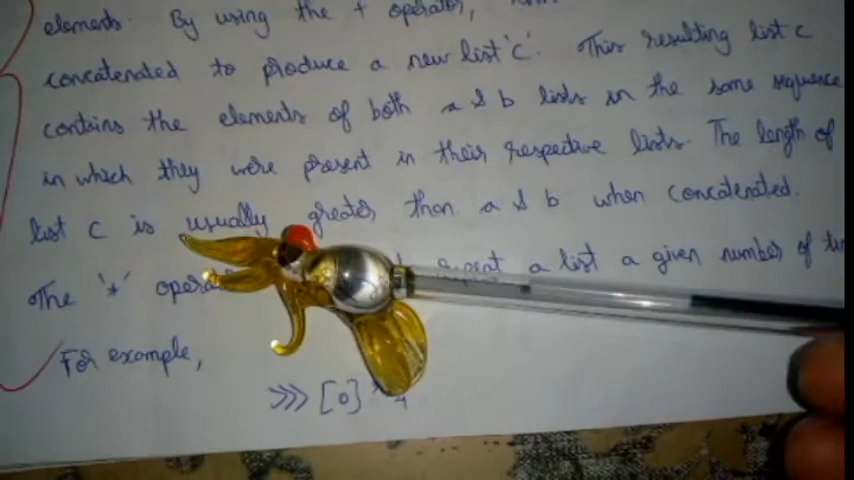 elements. By using the + operator,
concatenated to produce a new list 'c'. This resulting list c
contains the elements of both a & b lists in the same sequence
in which they were present in their respective lists. The length of
list c is usually greater than a & b when concatenated.
The '*' repeat a list a given number of
For example,
>>> [0] * 4